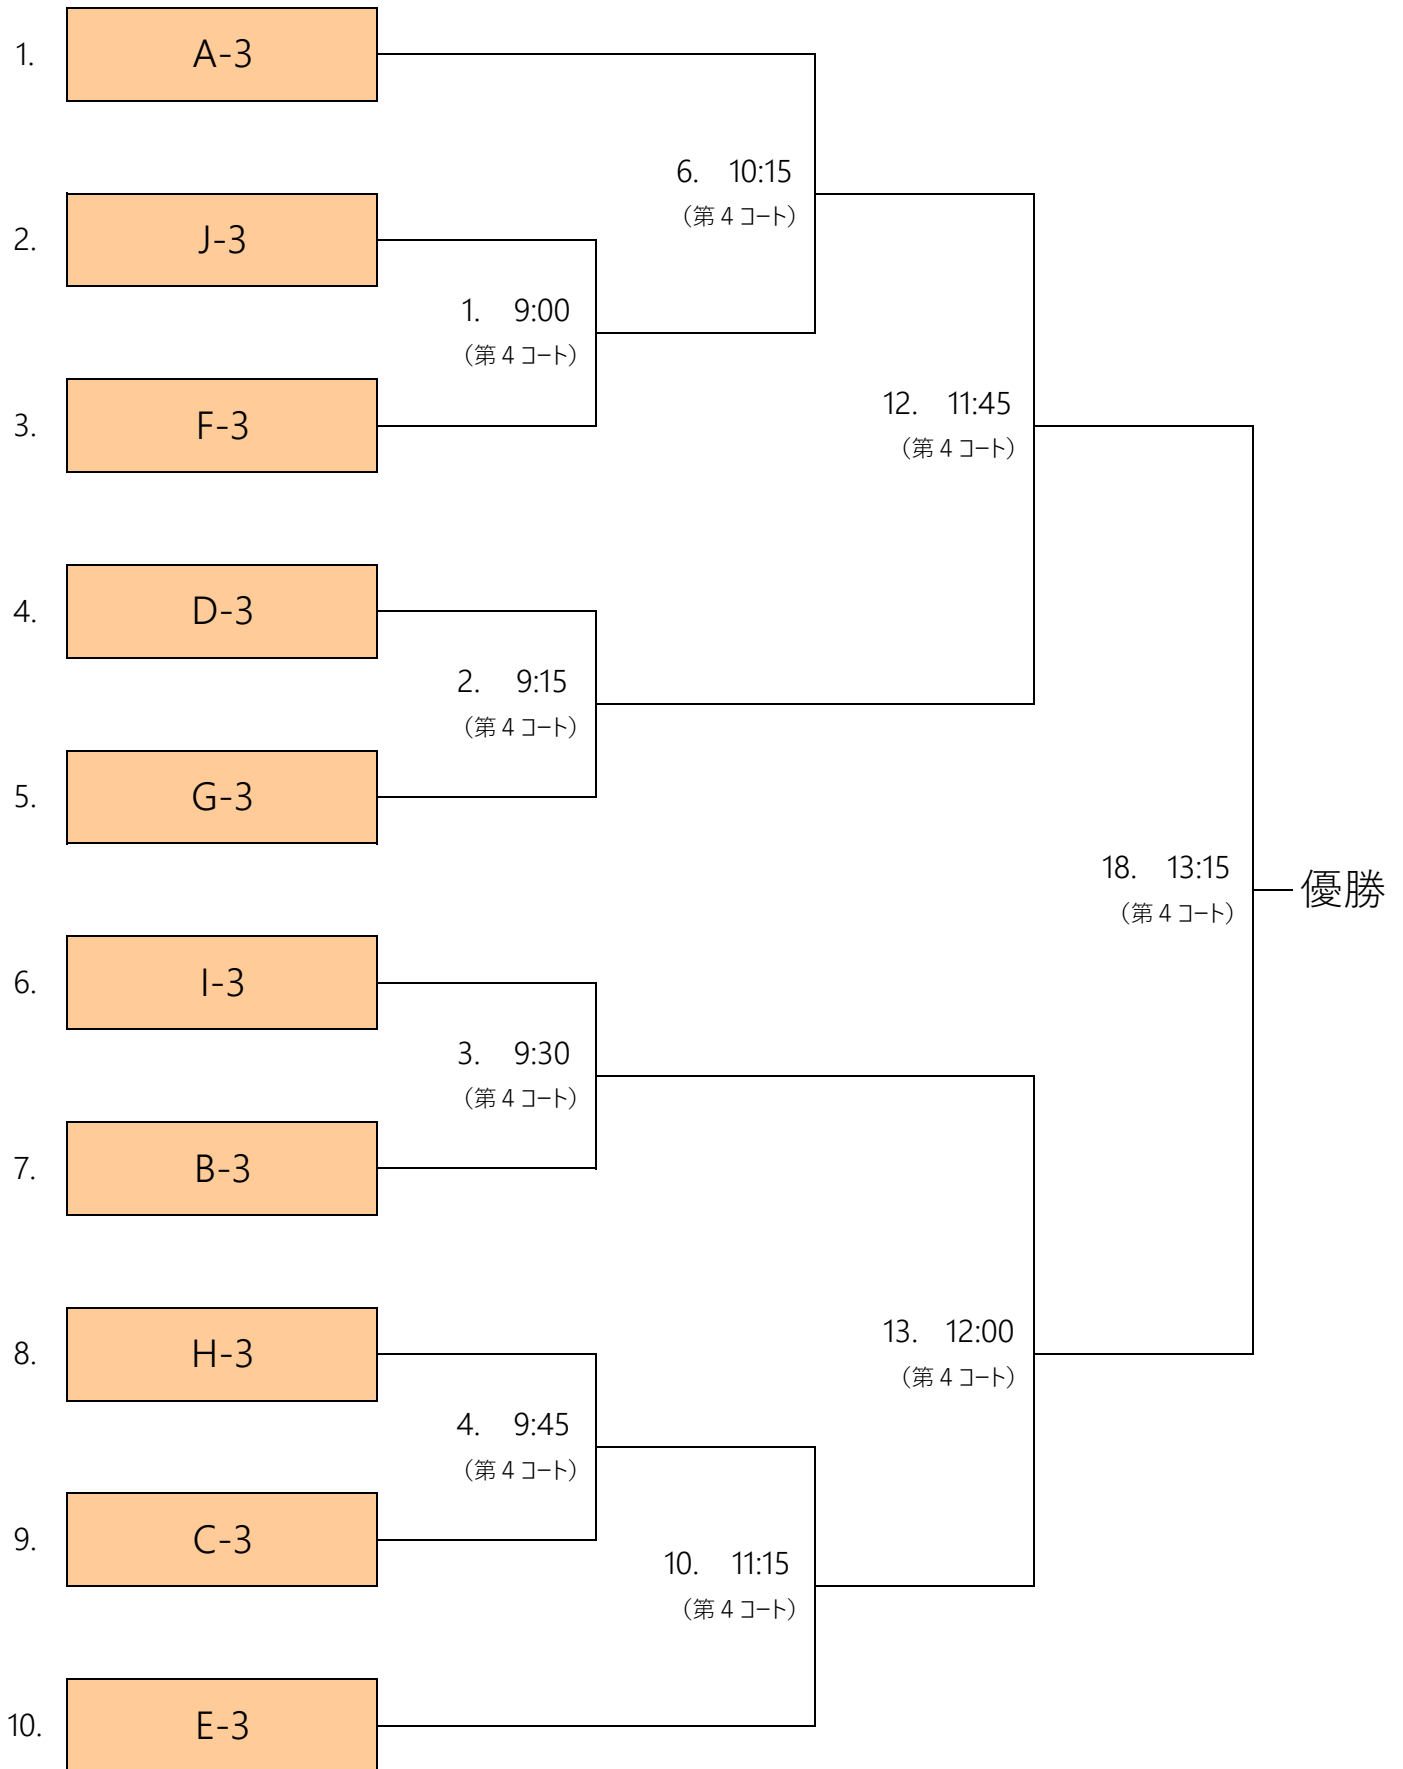 1. A-3
6. 10:15
（第 4 コート）
2. J-3
1. 9:00
（第 4 コート）
3. F-3
12. 11:45
（第 4 コート）
4. D-3
2. 9:15
（第 4 コート）
5. G-3
18. 13:15
（第 4 コート）
優勝
6. I-3
3. 9:30
（第 4 コート）
7. B-3
13. 12:00
（第 4 コート）
8. H-3
4. 9:45
（第 4 コート）
9. C-3
10. 11:15
（第 4 コート）
10. E-3